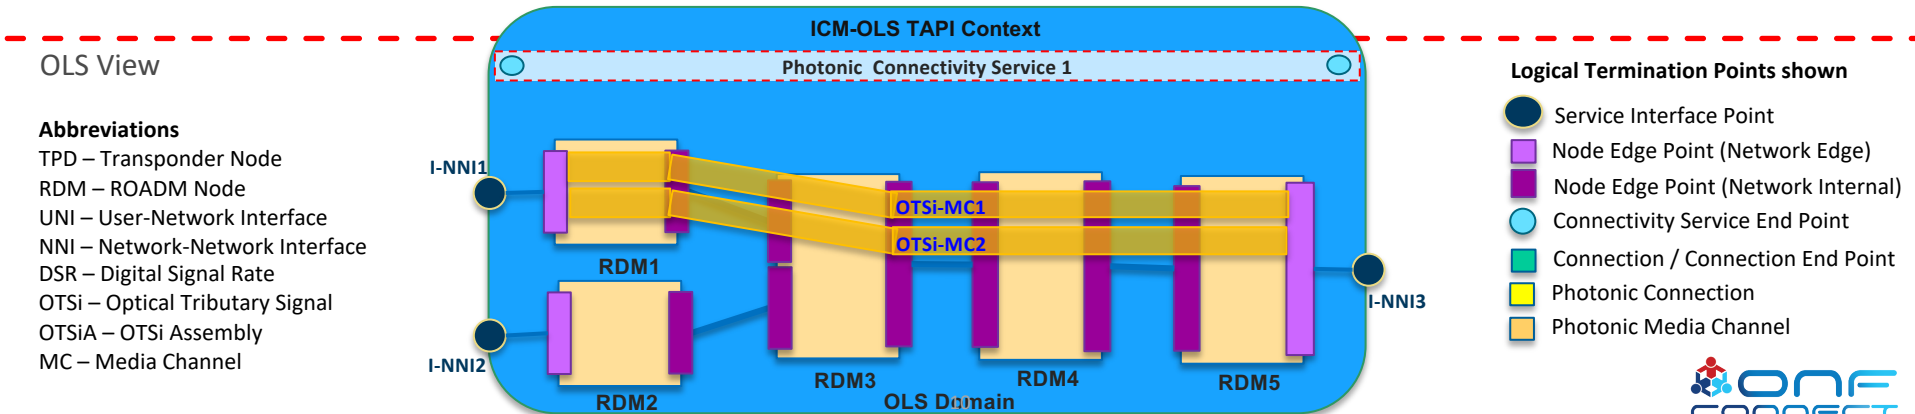 ICM-OLS TAPI Context
OLS View
Photonic  Connectivity Service 1
Logical Termination Points shown
Abbreviations
TPD – Transponder Node
RDM – ROADM Node
UNI – User-Network Interface
NNI – Network-Network Interface
DSR – Digital Signal Rate
OTSi – Optical Tributary Signal
OTSiA – OTSi Assembly
MC – Media Channel
I-NNI1
I-NNI2
OTSi-MC1
OTSi-MC2
RDM1
RDM2
RDM3
RDM4
RDM5
I-NNI3
OLS Domain
10
Service Interface Point
Node Edge Point (Network Edge)
Node Edge Point (Network Internal)
Connectivity Service End Point
Connection / Connection End Point
Photonic Connection
Photonic Media Channel
ONF
CONNECT